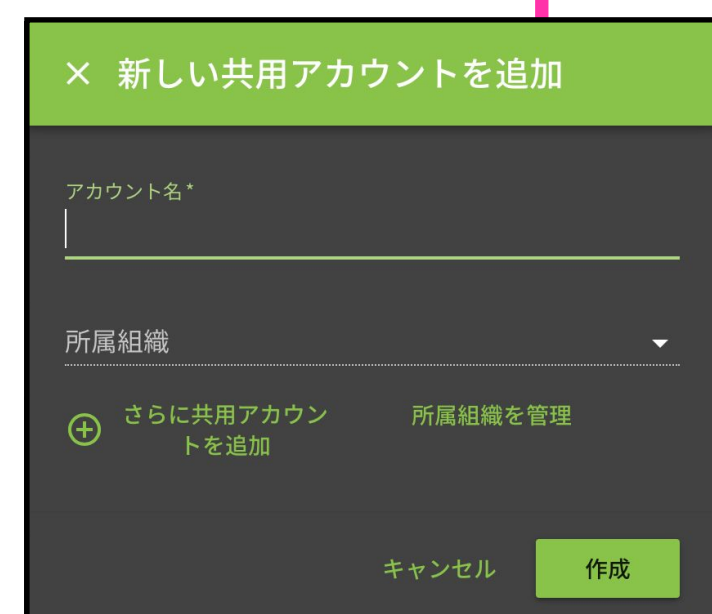 × 新しい共用アカウントを追加
アカウント名*
所属組織
さらに共用アカウン
トを追加
所属組織を管理
キャンセル
作成